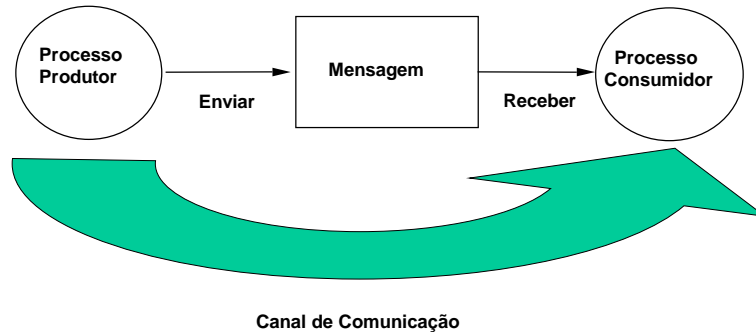 Processo
Produtor
Enviar
Mensagem
Receber
Processo
Consumidor
Canal de Comunicação